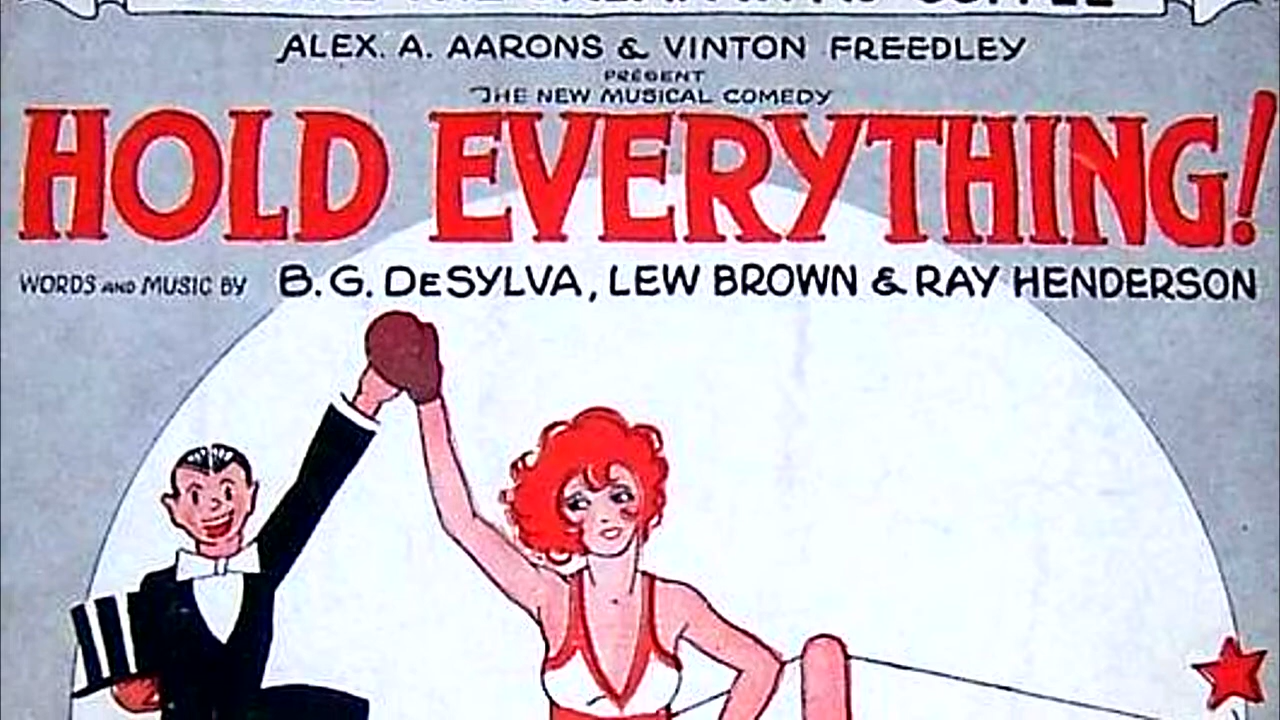 ALEX. A. AARONS & VINTON FREEDLEY
PRESENT
THE NEW MUSICAL COMEDY
HOLD EVERYTHING!
WORDS AND MUSIC BY B. G. DESYLVA, LEW BROWN & RAY HENDERSON